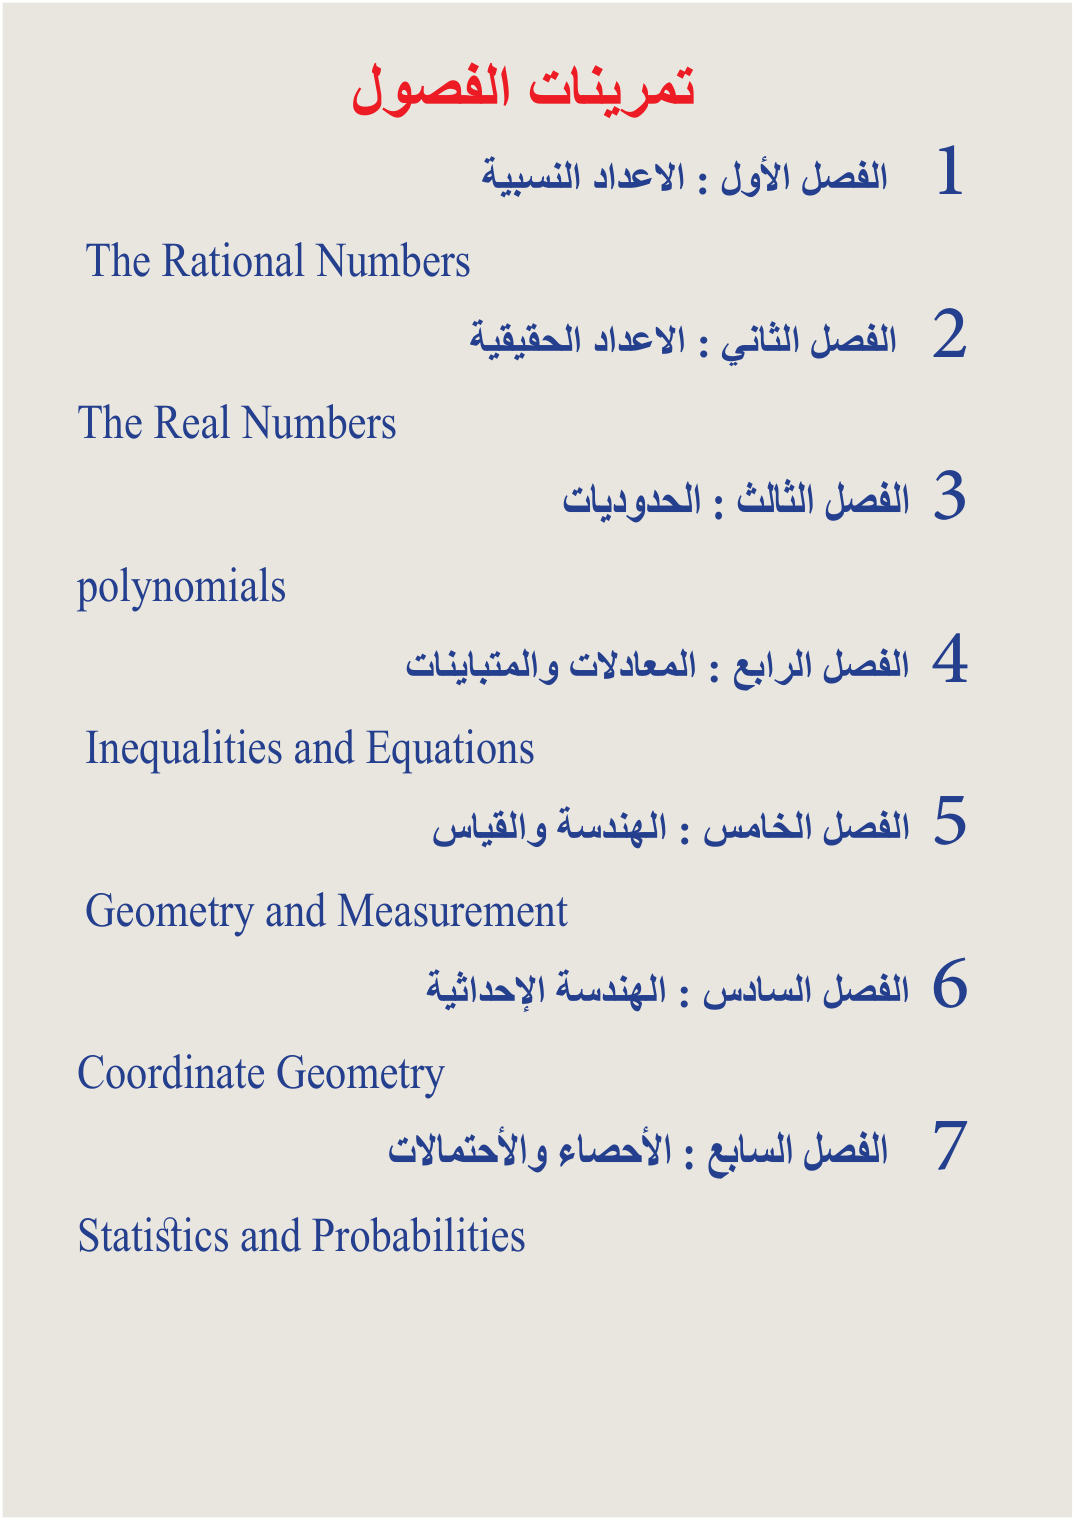 تمرينات الفصول
1 الفصل الأول : الاعداد النسبية
The Rational Numbers
2 الفصل الثاني : الاعداد الحقيقية
The Real Numbers
3 الفصل الثالث : الحدوديات
polynomials
4 الفصل الرابع : المعادلات والمتباينات
Inequalities and Equations
5 الفصل الخامس : الهندسة والقياس
Geometry and Measurement
6 الفصل السادس : الهندسة الإحداثية
Coordinate Geometry
7 الفصل السابع : الأحصاء والأحتمالات
Statistics and Probabilities